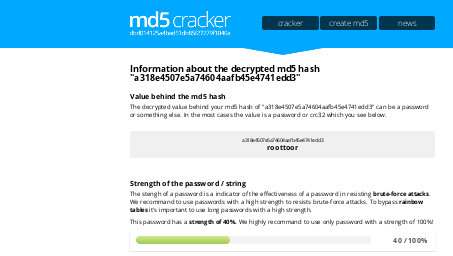 md5 cracker
cracker
create md5
news
Information about the decrypted md5 hash
"a318e4507e5a74604aafb45e4741edd3"
Value behind the md5 hash
The decrypted value behind your md5 hash of "a318e4507e5a74604aafb45e4741edd3" can be a password
or something else. In the most cases the value is a password or crc32 which you see below.
a318e4507e5a74604aafb45e4741edd3
roottoor
Strength of the password / string
The stengh of a password is a indicator of the effectiveness of a password in resisting brute-force attacks.
We recommand to use passwords with a high strength to resists brute-force attacks. To bypass rainbow
tables it's important to use long passwords with a high strength.
This password has a strength of 40%. We highly recommend to use only password with a strength of 100%!
40 / 100%